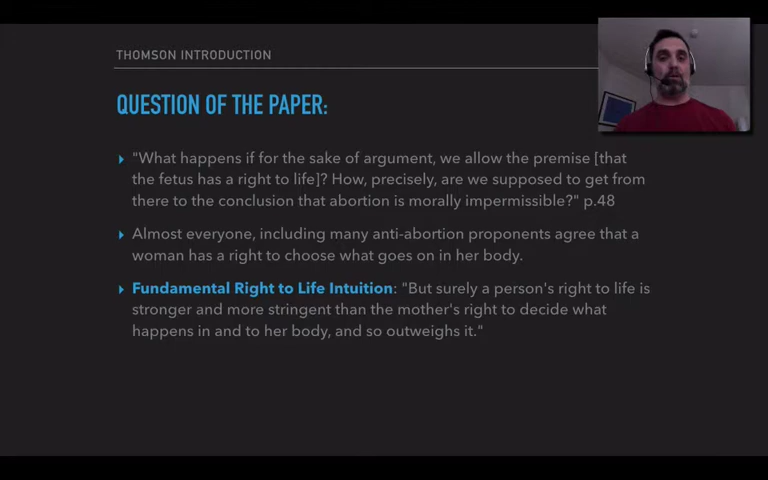 THOMSON INTRODUCTION
QUESTION OF THE PAPER:
"What happens if for the sake of argument, we allow the premise [that
the fetus has a right to life]? How, precisely, are we supposed to get from
there to the conclusion that abortion is morally impermissible?" p.48
Almost everyone, including many anti-abortion proponents agree that a
woman has a right to choose what goes on in her body.
Fundamental Right to Life Intuition: "But surely a person's right to life is
stronger and more stringent than the mother's right to decide what
happens in and to her body, and so outweighs it."